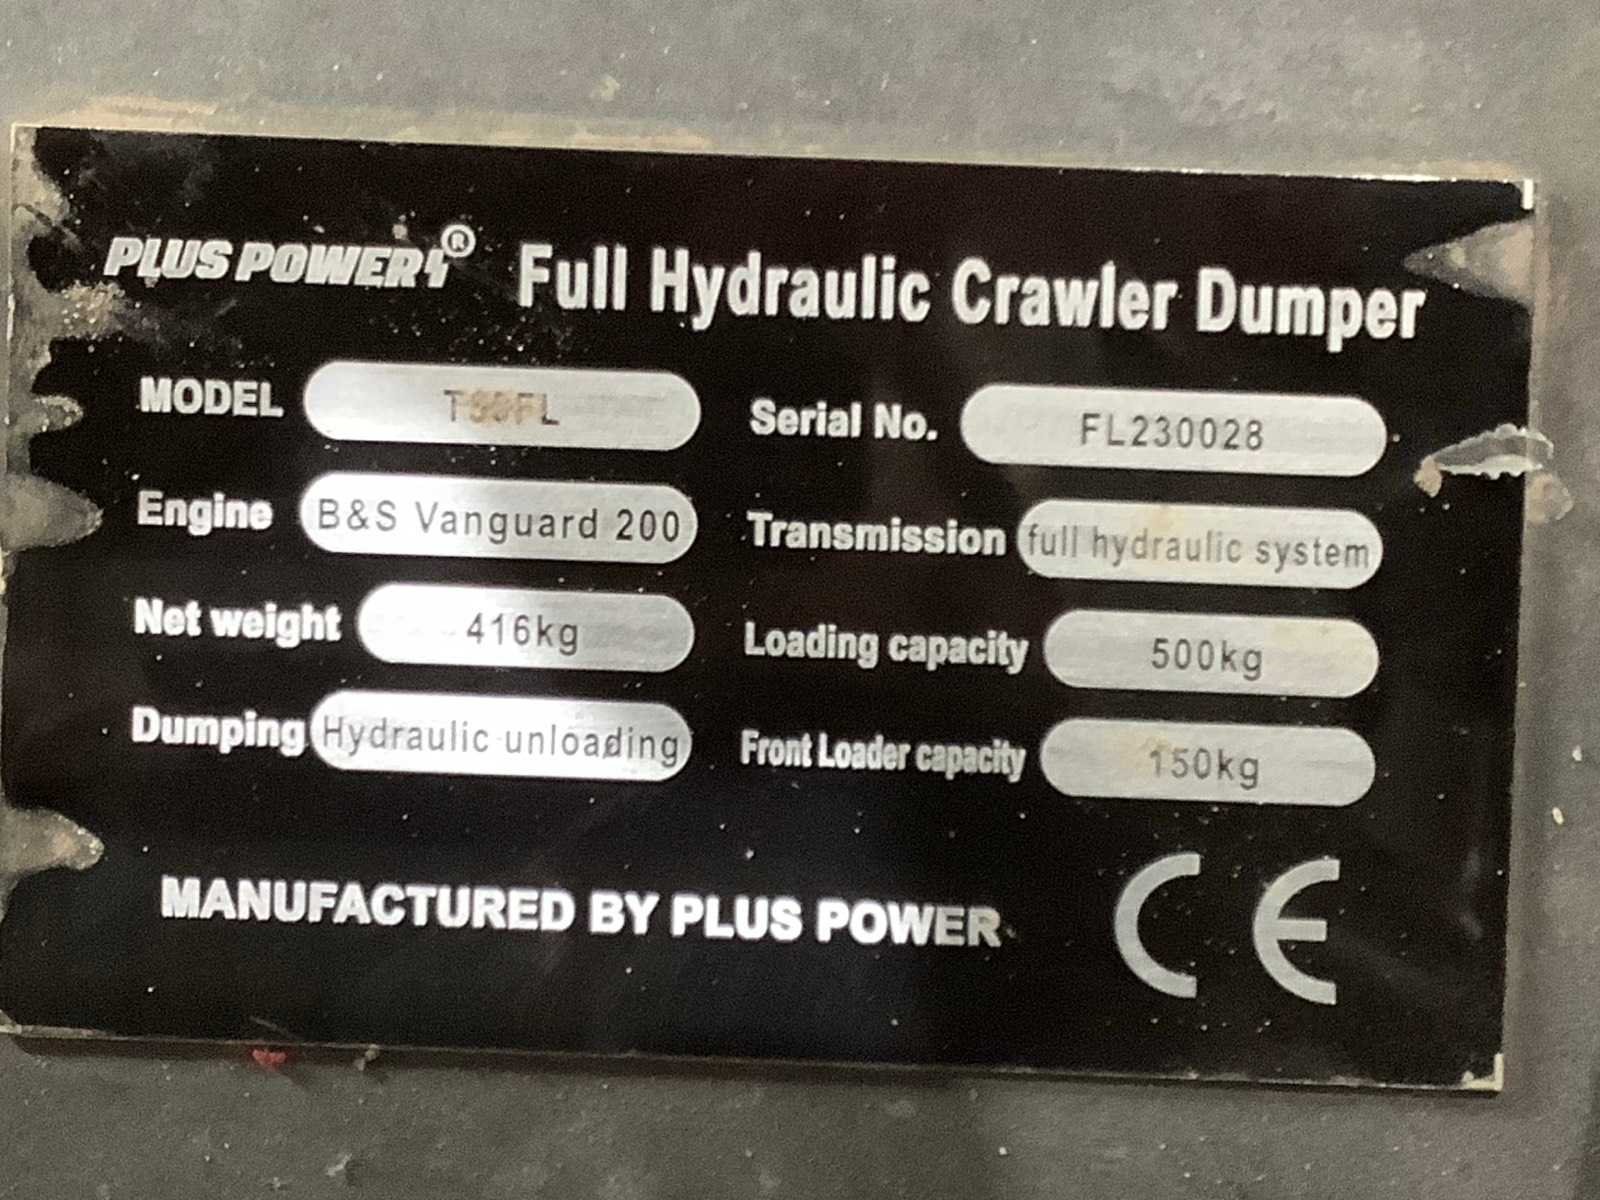 PLUS POWER® Full Hydraulic Crawler Dumper
MODEL Serial No. FL230028
Engine B&S Vanguard 200 Transmission full hydraulic system
Net weight 416kg Loading capacity 500kg
Dumping Hydraulic unloading Front Loader capacity 150kg
MANUFACTURED BY PLUS POWER CE